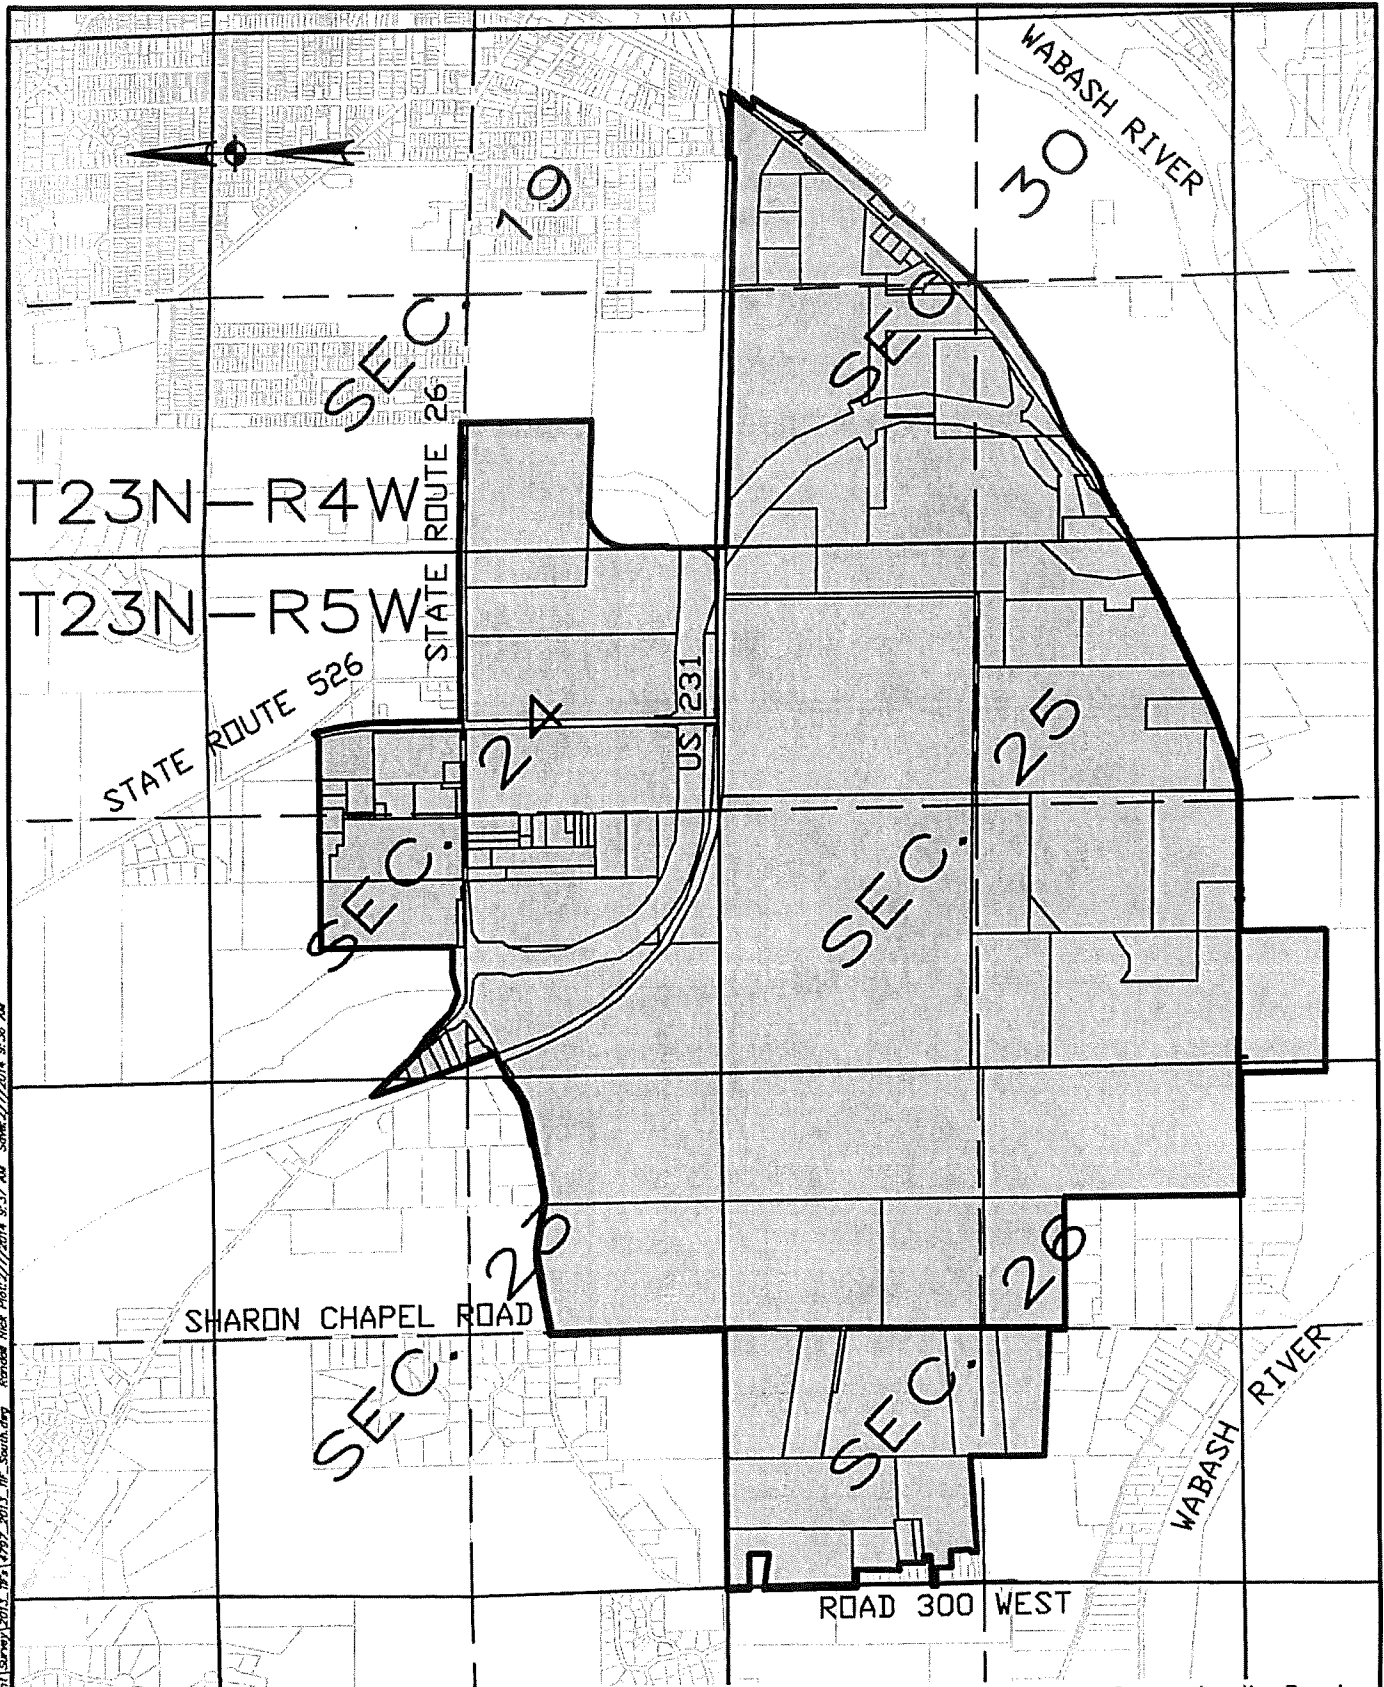 WABASH RIVER
SEC. 19
SEC. 30
T23N-R4W
T23N-R5W
STATE ROUTE 26
STATE ROUTE 526
US 231
SEC. 24
SEC. 25
SEC. 23
SEC. 26
SHARON CHAPEL ROAD
WABASH RIVER
ROAD 300 WEST